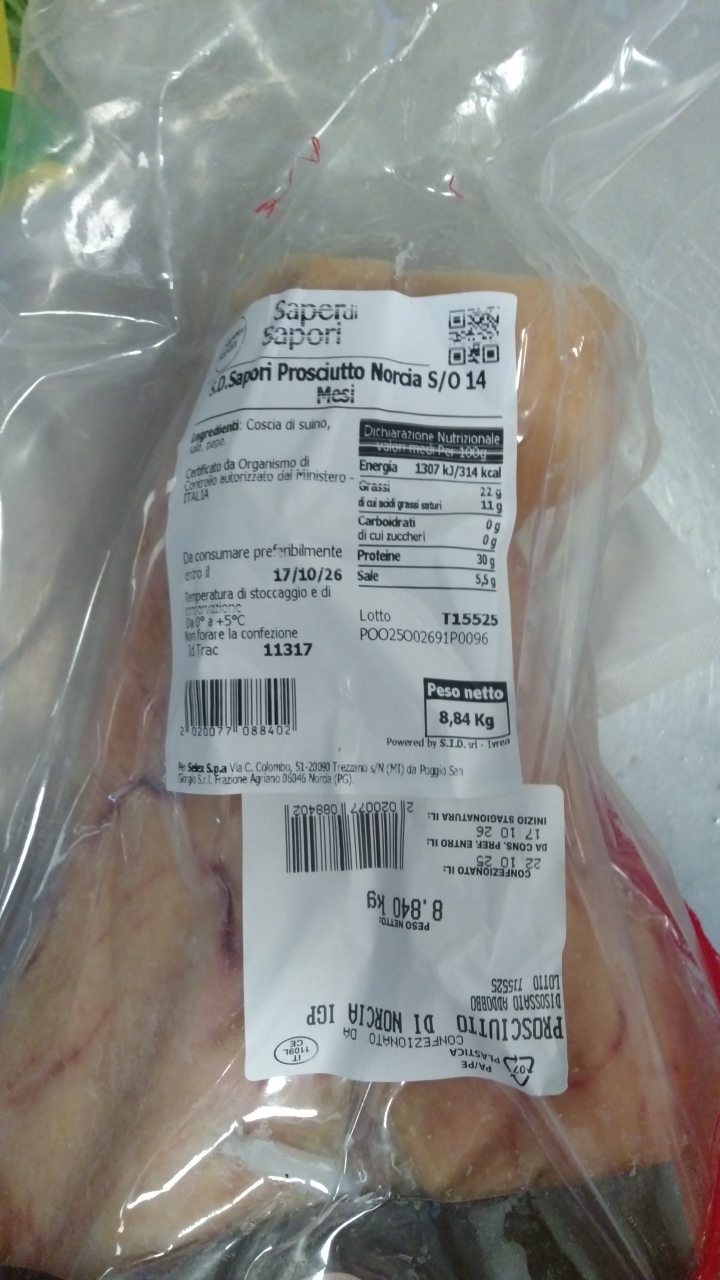 Saper di
Sapori
S.D.Sapori Prosciutto Norcia S/O 14
Mesi
Ingredienti: Coscia di suino,
sale, pepe.
Certificato da Organismo di
Controllo autorizzato dal Ministero -
ITALIA
Da consumare preferibilmente
entro il 17/10/26
Temperatura di stoccaggio e di
conservazione
Da 0° a +5°C
Non forare la confezione
Id.Trac 11317
2 020077 088402
Dichiarazione Nutrizionale
Valori medi Per 100g
Energia 1307 kJ/314 kcal
Grassi 22 g
di cui acidi grassi saturi 11 g
Carboidrati 0 g
di cui zuccheri 0 g
Proteine 30 g
Sale 5,5 g
Lotto T15525
POO25O02691P0096
Peso netto
8,84 Kg
Powered by S.I.D. srl - Ivrea
Per Selex S.p.a Via C. Colombo, 51-20090 Trezzano s/N (MI) da Poggio San
Giorgio S.r.l. Frazione Agriano 06046 Norcia (PG).
07
PA/PE
PLASTICA
CONFEZIONATO DA
IT
1109L
CE
PROSCIUTTO DI NORCIA IGP
DISOSSATO ADDOBBO
LOTTO T15525
PESO NETTO:
8.840 kg
CONFEZIONATO IL:
22 10 25
DA CONS. PREF. ENTRO IL:
17 10 26
INIZIO STAGIONATURA IL:
2 020077 088402